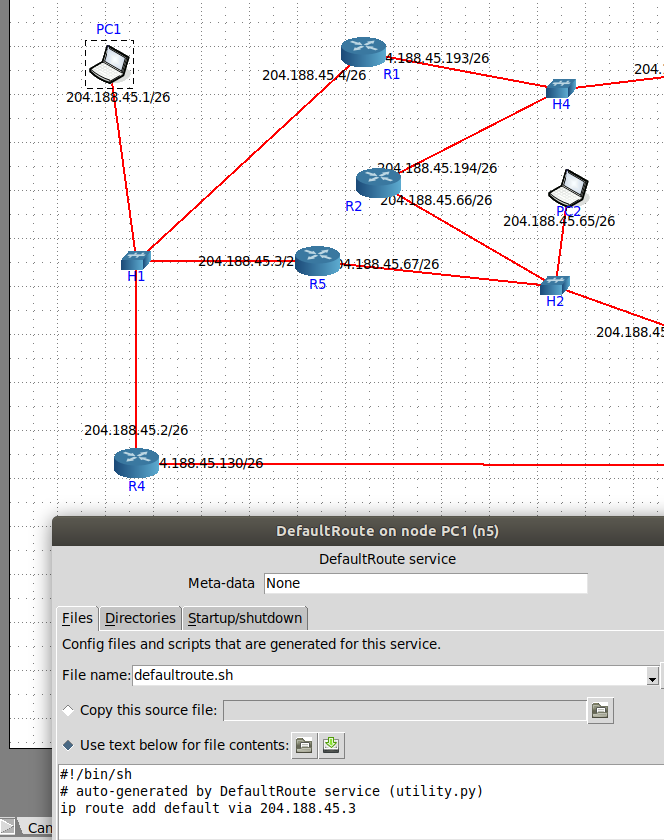 PC1
204.188.45.1/26
204.188.45.4/26
R1
4.188.45.193/26
204.
H4
204.188.45.194/26
R2
204.188.45.66/26
PC2
204.188.45.65/26
H1
204.188.45.3/2
R5
4.188.45.67/26
H2
204.188.45
204.188.45.2/26
4.188.45.130/26
R4
DefaultRoute on node PC1 (n5)
DefaultRoute service
Meta-data None
Files Directories Startup/shutdown
Config files and scripts that are generated for this service.
File name: defaultroute.sh
Copy this source file:
Use text below for file contents:
#!/bin/sh
# auto-generated by DefaultRoute service (utility.py)
ip route add default via 204.188.45.3
Can